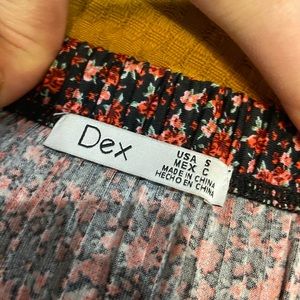 Dex
USA S
MEX C
MADE IN CHINA
HECHO EN CHINA